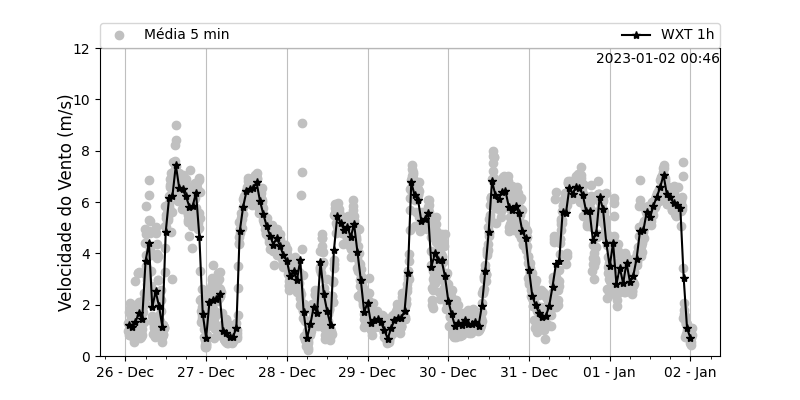 Média 5 min
WXT 1h
2023-01-02 00:46
Velocidade do Vento (m/s)
12
10
8
6
4
2
0
26 - Dec
27 - Dec
28 - Dec
29 - Dec
30 - Dec
31 - Dec
01 - Jan
02 - Jan